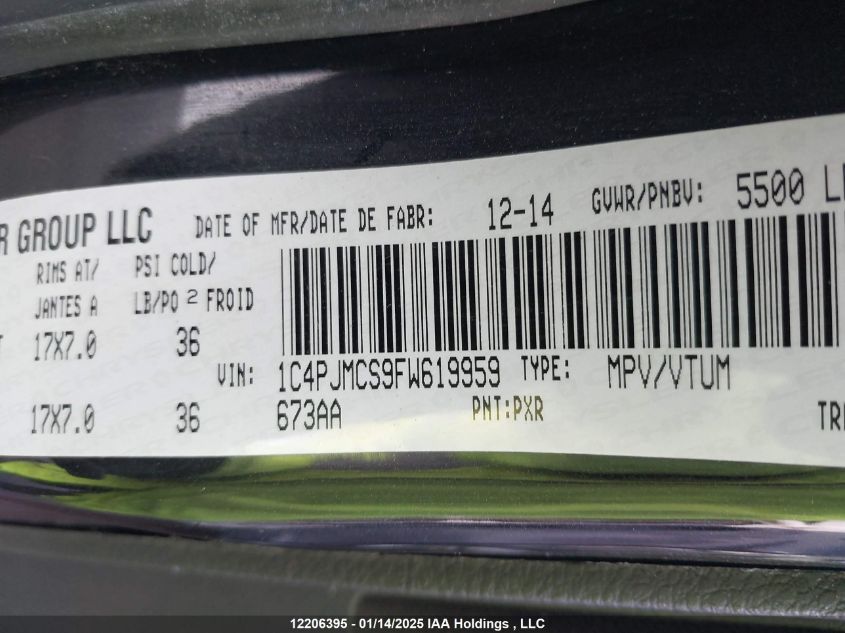 R GROUP LLC DATE OF MFR/DATE DE FABR: 12-14 GVWR/PNBV: 5500
RIMS AT/ PSI COLD/
JANTES A LB/PO 2 FROID
17X7.0 36
VIN: 1C4PJMCS9FW619959 TYPE: MPV/VTUM
17X7.0 36 673AA PNT:PXR
12206395 - 01/14/2025 IAA Holdings , LLC